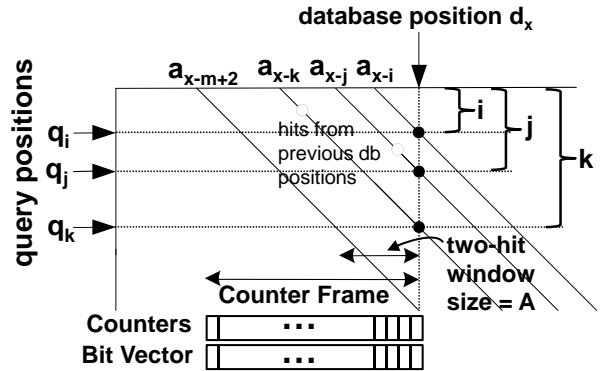 database position dx
ax-m+2 ax-k ax-j ax-i
query positions
i
j
k
qi
qj
qk
hits from
previous db
positions
two-hit
window
size = A
Counter Frame
Counters ...
Bit Vector ...